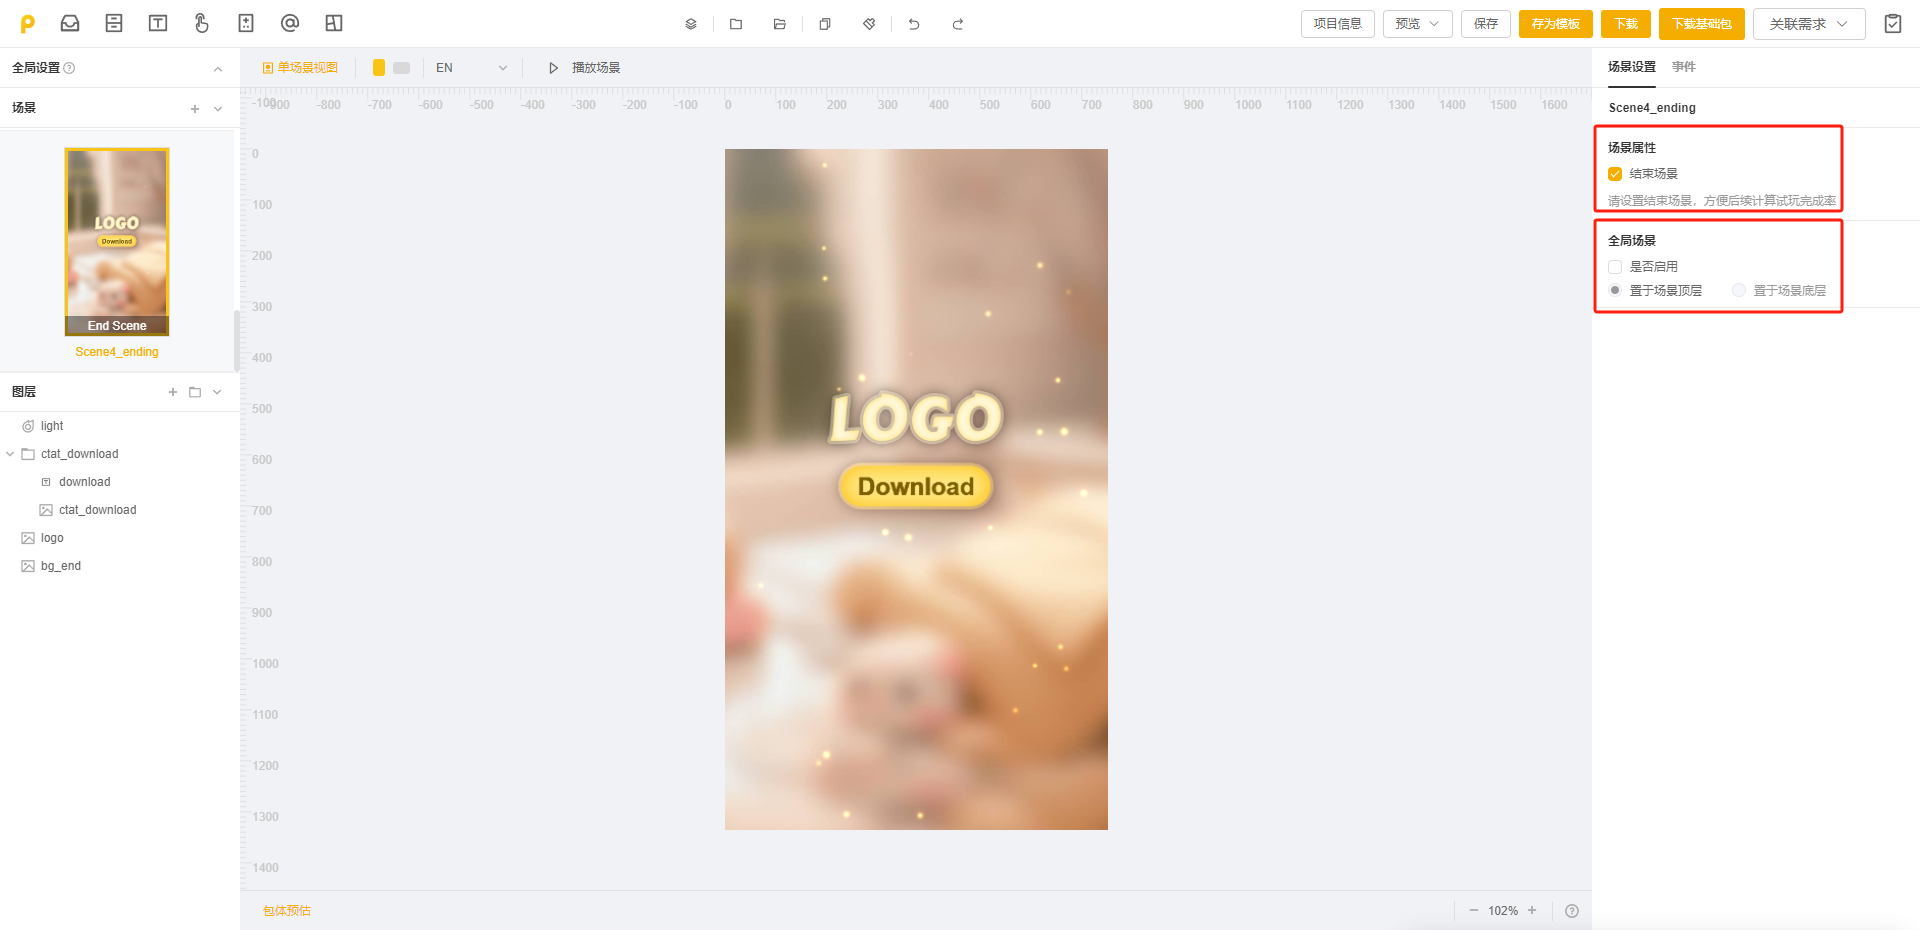 项目信息
预览
保存
存为模板
下载
下载基础包
关联需求
全局设置
单场景视图
EN
播放场景
场景设置
事件
场景
-100
-900 -800 -700 -600 -500 -400 -300 -200 -100 0 100 200 300 400 500 600 700 800 900 1000 1100 1200 1300 1400 1500 1600
Scene4_ending
0
100
200
300
400
500
600
700
800
900
1000
1100
1200
1300
1400
LOGO
Download
End Scene
Scene4_ending
图层
light
ctat_download
download
ctat_download
logo
bg_end
LOGO
Download
场景属性
结束场景
请设置结束场景，方便后续计算试玩完成率
全局场景
是否启用
置于场景顶层
置于场景底层
包体预估
102%